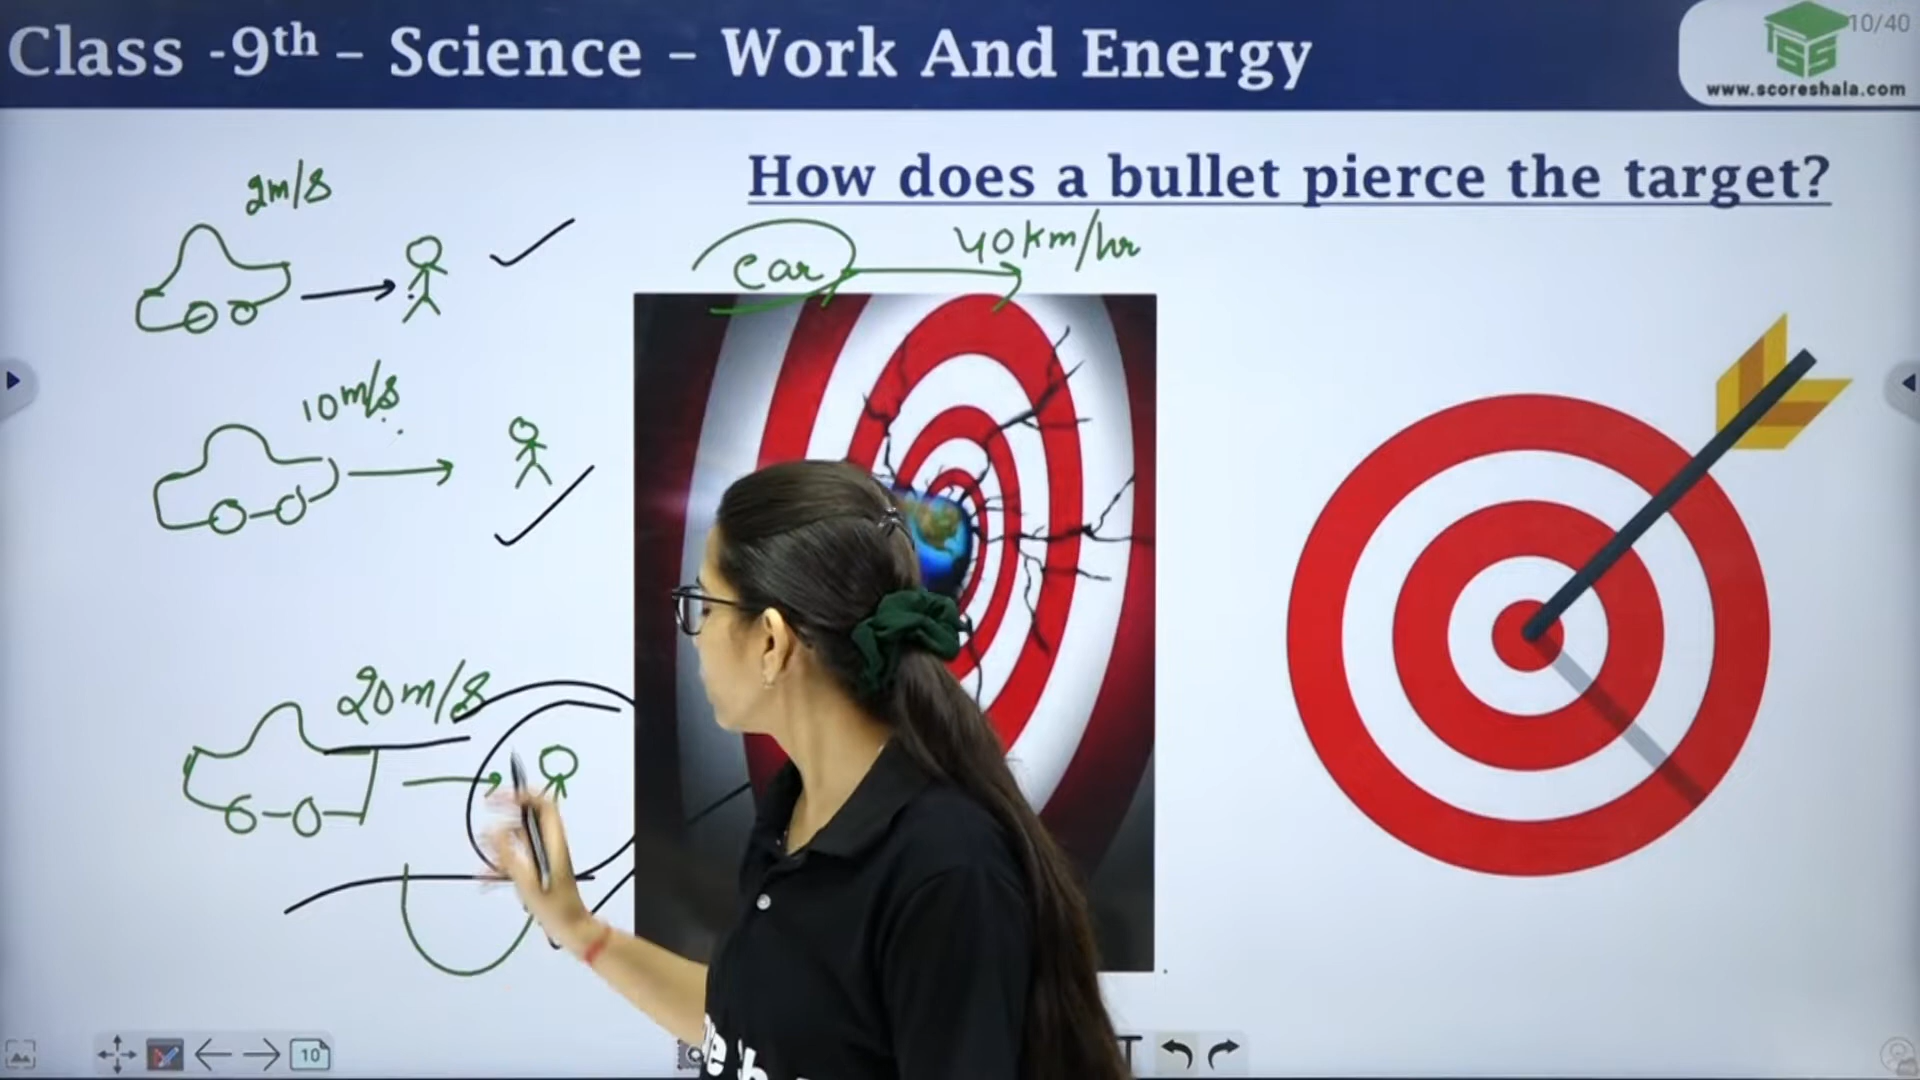 Class -9th – Science – Work And Energy
10/40
SS
www.scoreshala.com
How does a bullet pierce the target?
2m/s
car
40km/hr
10m/s
20m/s
10
T